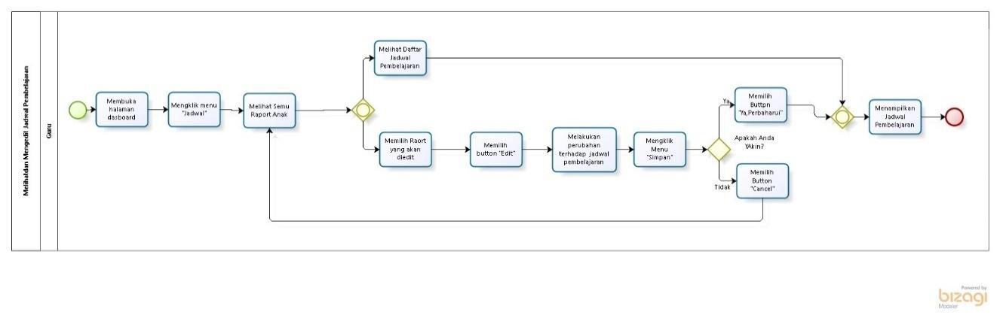 Melihatdan Mengedit Jadwal Pembelajaran
Guru
Membuka
halaman
dasboard
Mengklik menu
"Jadwal"
Melihat Semu
Raport Anak
Melihat Daftar
Jadwal
Pembelajaran
Memilih Raort
yang akan
diedit
Memilih
button "Edit"
Melakukan
perubahan
terhadap jadwal
pembelajaran
Mengklik
Menu
"Simpan"
Ya
Apakah Anda
YAkin?
Tidak
Memilih
Buttpn
"Ya,Perbaharui"
Memilih
Button
"Cancel"
Menampilkan
Jadwal
Pembelajaran
Powered by
bizagi
Modeler